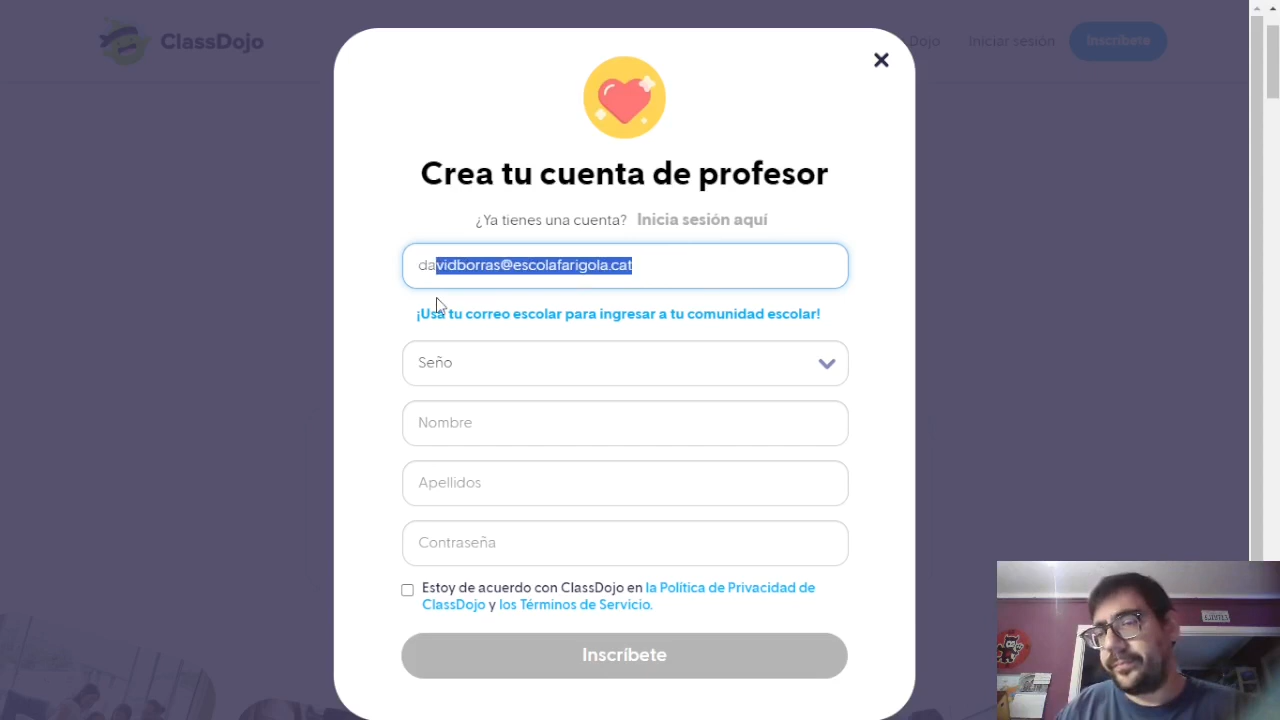 ClassDojo
Dojo
Iniciar sesión
Inscríbete
Crea tu cuenta de profesor
¿Ya tienes una cuenta? Inicia sesión aquí
davidborras@escolafarigola.cat
¡Usa tu correo escolar para ingresar a tu comunidad escolar!
Seño
Nombre
Apellidos
Contraseña
Estoy de acuerdo con ClassDojo en la Política de Privacidad de
ClassDojo y los Términos de Servicio.
Inscríbete